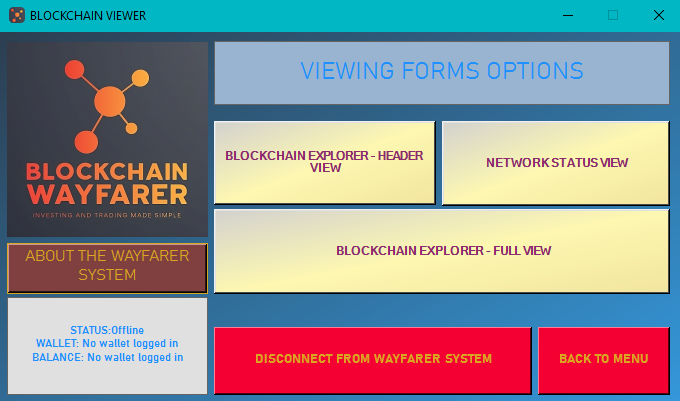 BLOCKCHAIN VIEWER
BLOCKCHAIN
WAYFARER
INVESTING AND TRADING MADE SIMPLE
ABOUT THE WAYFARER
SYSTEM
STATUS:Offline
WALLET: No wallet logged in
BALANCE: No wallet logged in
VIEWING FORMS OPTIONS
BLOCKCHAIN EXPLORER - HEADER
VIEW
NETWORK STATUS VIEW
BLOCKCHAIN EXPLORER - FULL VIEW
DISCONNECT FROM WAYFARER SYSTEM
BACK TO MENU